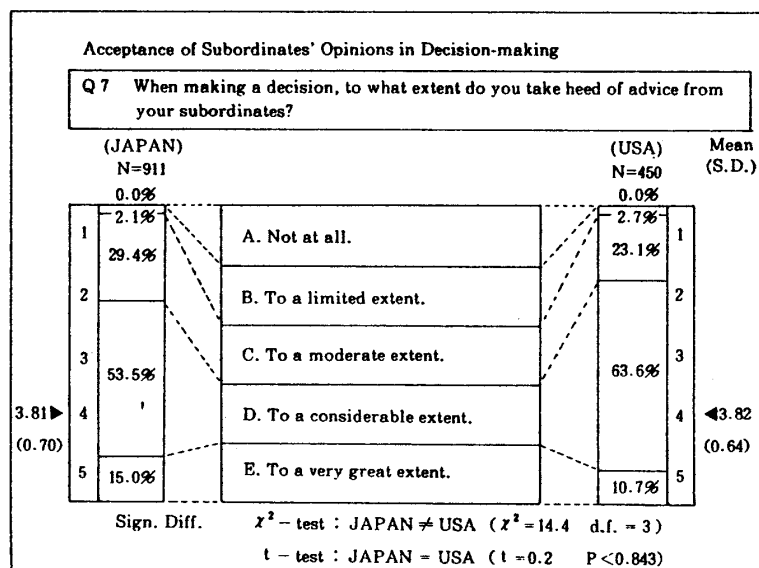 Acceptance of Subordinates' Opinions in Decision-making
Q 7 When making a decision, to what extent do you take heed of advice from
your subordinates?
(JAPAN) (USA) Mean
N=911 N=450 (S.D.)
0.0% 0.0%
2.1% 2.7%
1 A. Not at all. 1
29.4% 23.1%
2 B. To a limited extent. 2
3 C. To a moderate extent. 3
53.5% 63.6%
3.81 4 D. To a considerable extent. 4 3.82
(0.70) (0.64)
5 15.0% E. To a very great extent. 10.7% 5
Sign. Diff. χ²-test : JAPAN ≠ USA ( χ² = 14.4 d.f. = 3 )
t - test : JAPAN = USA ( t = 0.2 P < 0.843 )